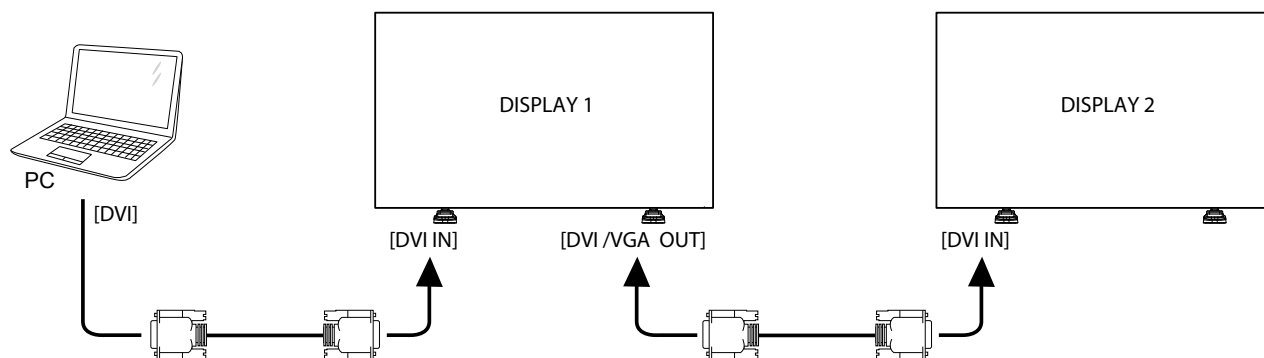 DISPLAY 1
DISPLAY 2
PC
[DVI]
[DVI IN]
[DVI /VGA OUT]
[DVI IN]